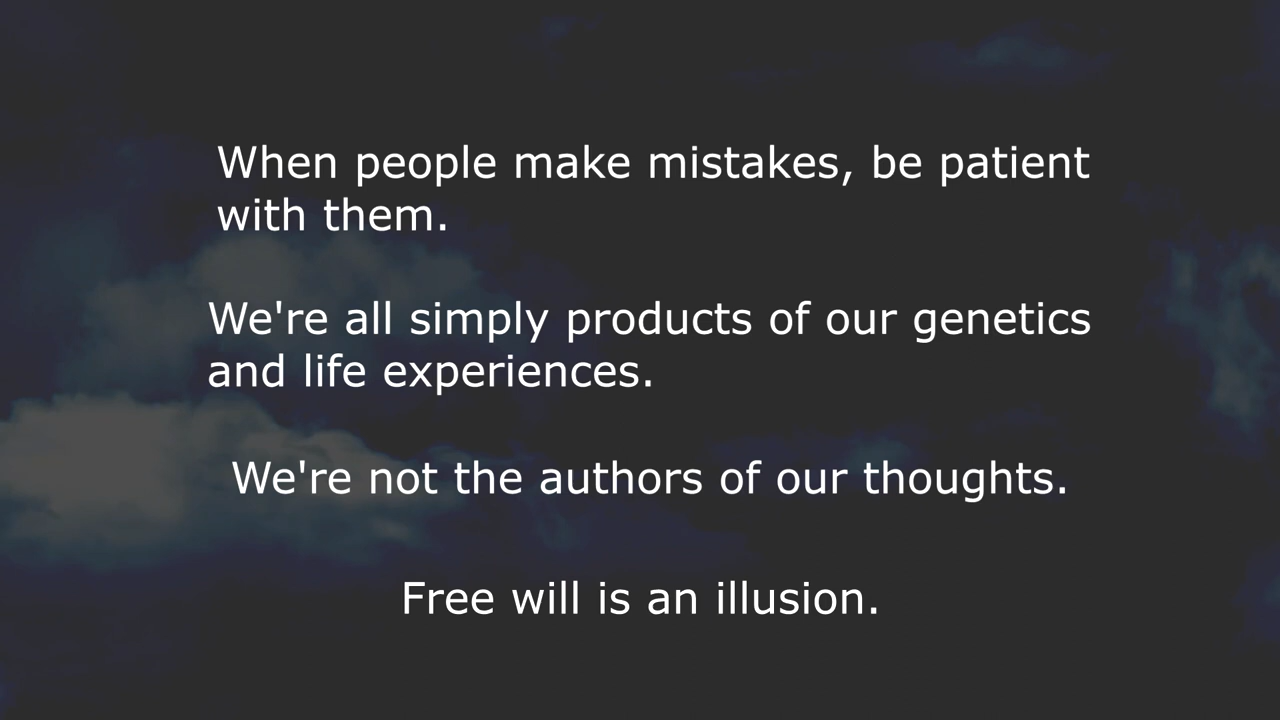 When people make mistakes, be patient
with them.
We're all simply products of our genetics
and life experiences.
We're not the authors of our thoughts.
Free will is an illusion.